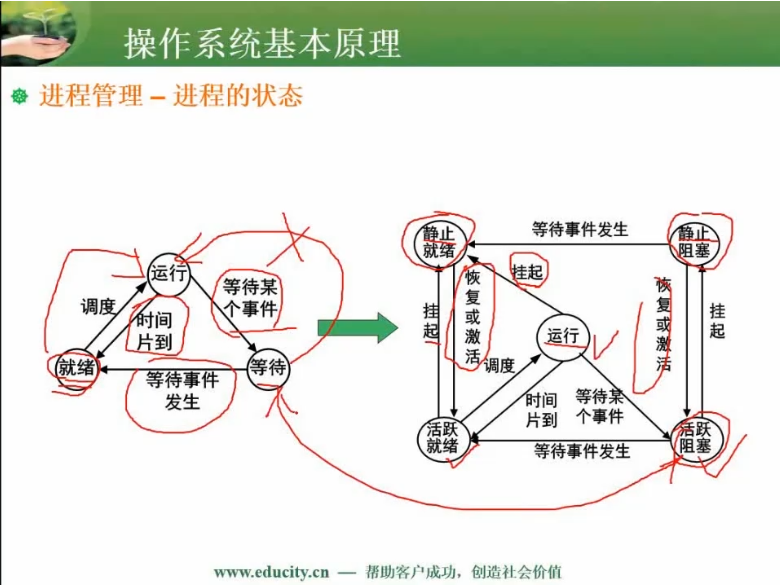 操作系统基本原理
进程管理 – 进程的状态
运行
调度
时间
片到
等待某
个事件
就绪
等待
等待事件
发生
静止
就绪
等待事件发生
静止
阻塞
挂起
恢复或激活
挂起
运行
恢复或激活
挂起
调度
时间
片到
等待某
个事件
活跃
就绪
等待事件发生
活跃
阻塞
www.educity.cn — 帮助客户成功，创造社会价值